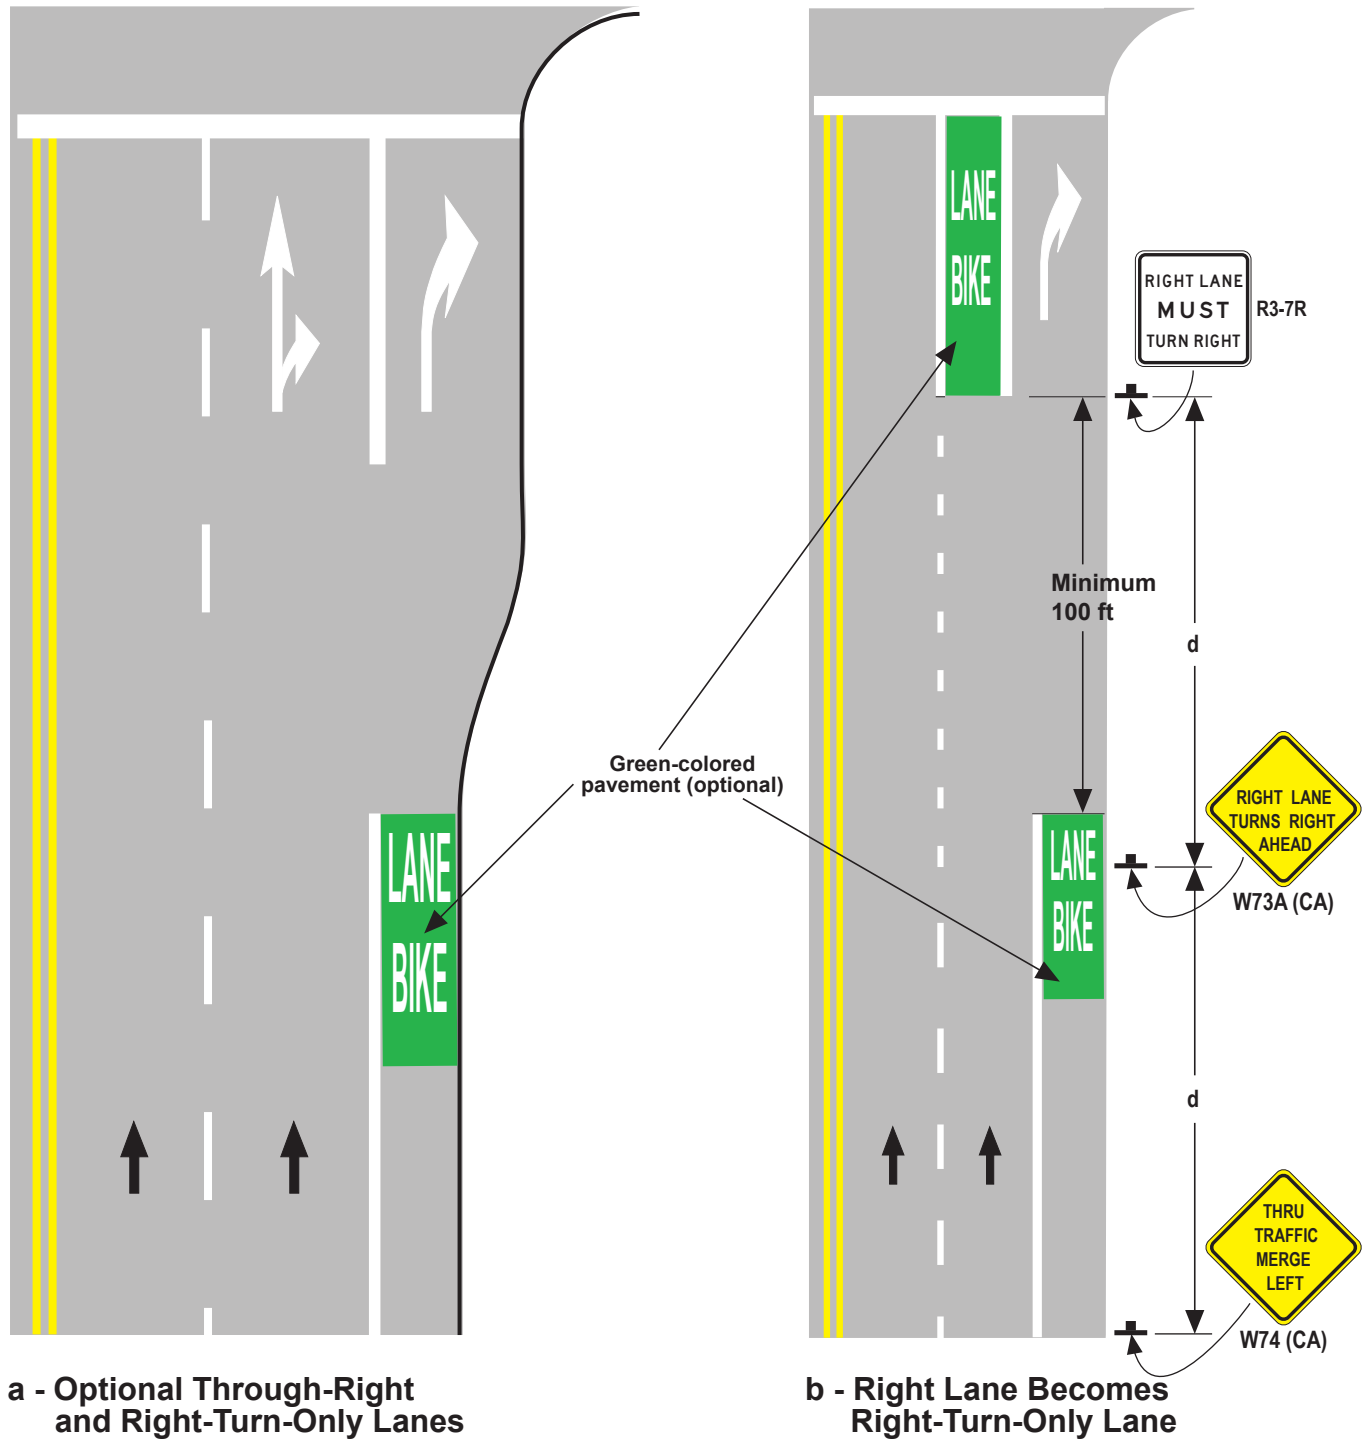 LANE
BIKE
RIGHT LANE
MUST
TURN RIGHT
R3-7R
Minimum
100 ft
d
Green-colored
pavement (optional)
RIGHT LANE
TURNS RIGHT
AHEAD
W73A (CA)
LANE
BIKE
LANE
BIKE
d
THRU
TRAFFIC
MERGE
LEFT
W74 (CA)
a - Optional Through-Right
and Right-Turn-Only Lanes
b - Right Lane Becomes
Right-Turn-Only Lane